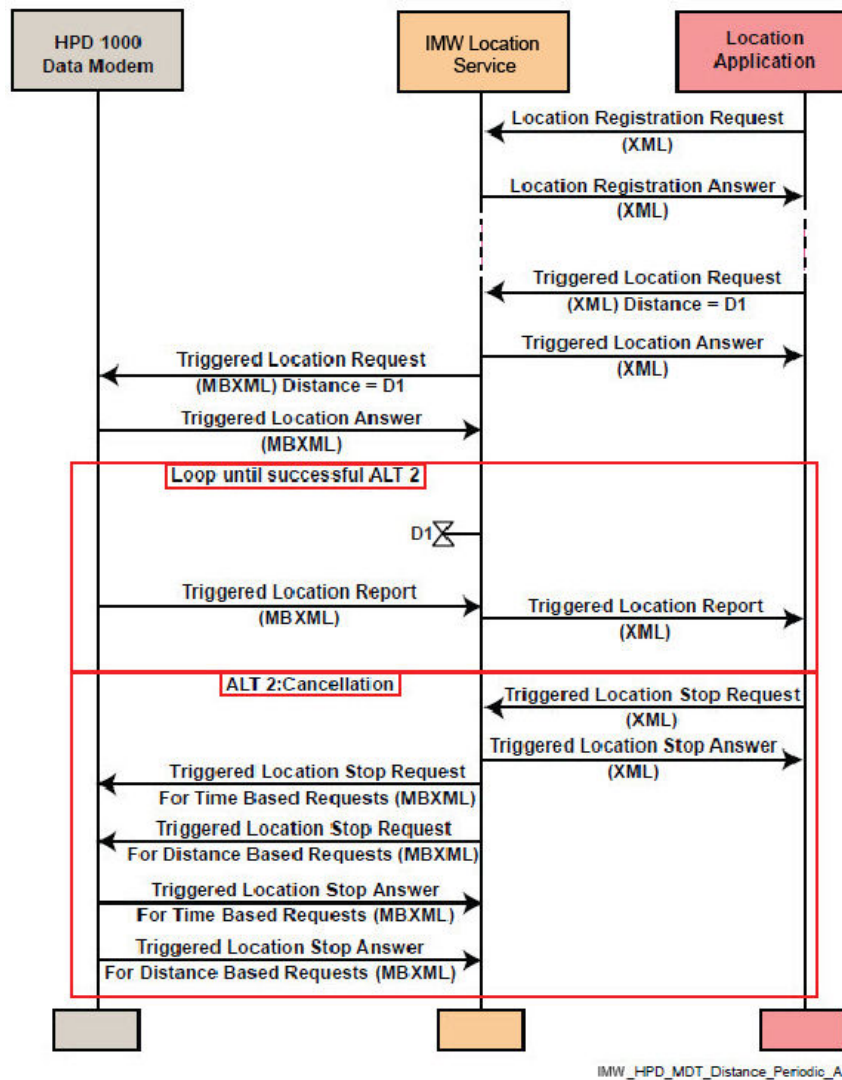 HPD 1000
Data Modem
IMW Location
Service
Location
Application
Location Registration Request
(XML)
Location Registration Answer
(XML)
Triggered Location Request
(XML) Distance = D1
Triggered Location Answer
(XML)
Triggered Location Request
(MBXML) Distance = D1
Triggered Location Answer
(MBXML)
Loop until successful ALT 2
D1
Triggered Location Report
(MBXML)
Triggered Location Report
(XML)
ALT 2:Cancellation
Triggered Location Stop Request
(XML)
Triggered Location Stop Answer
(XML)
Triggered Location Stop Request
For Time Based Requests (MBXML)
Triggered Location Stop Request
For Distance Based Requests (MBXML)
Triggered Location Stop Answer
For Time Based Requests (MBXML)
Triggered Location Stop Answer
For Distance Based Requests (MBXML)
IMW_HPD_MDT_Distance_Periodic_A